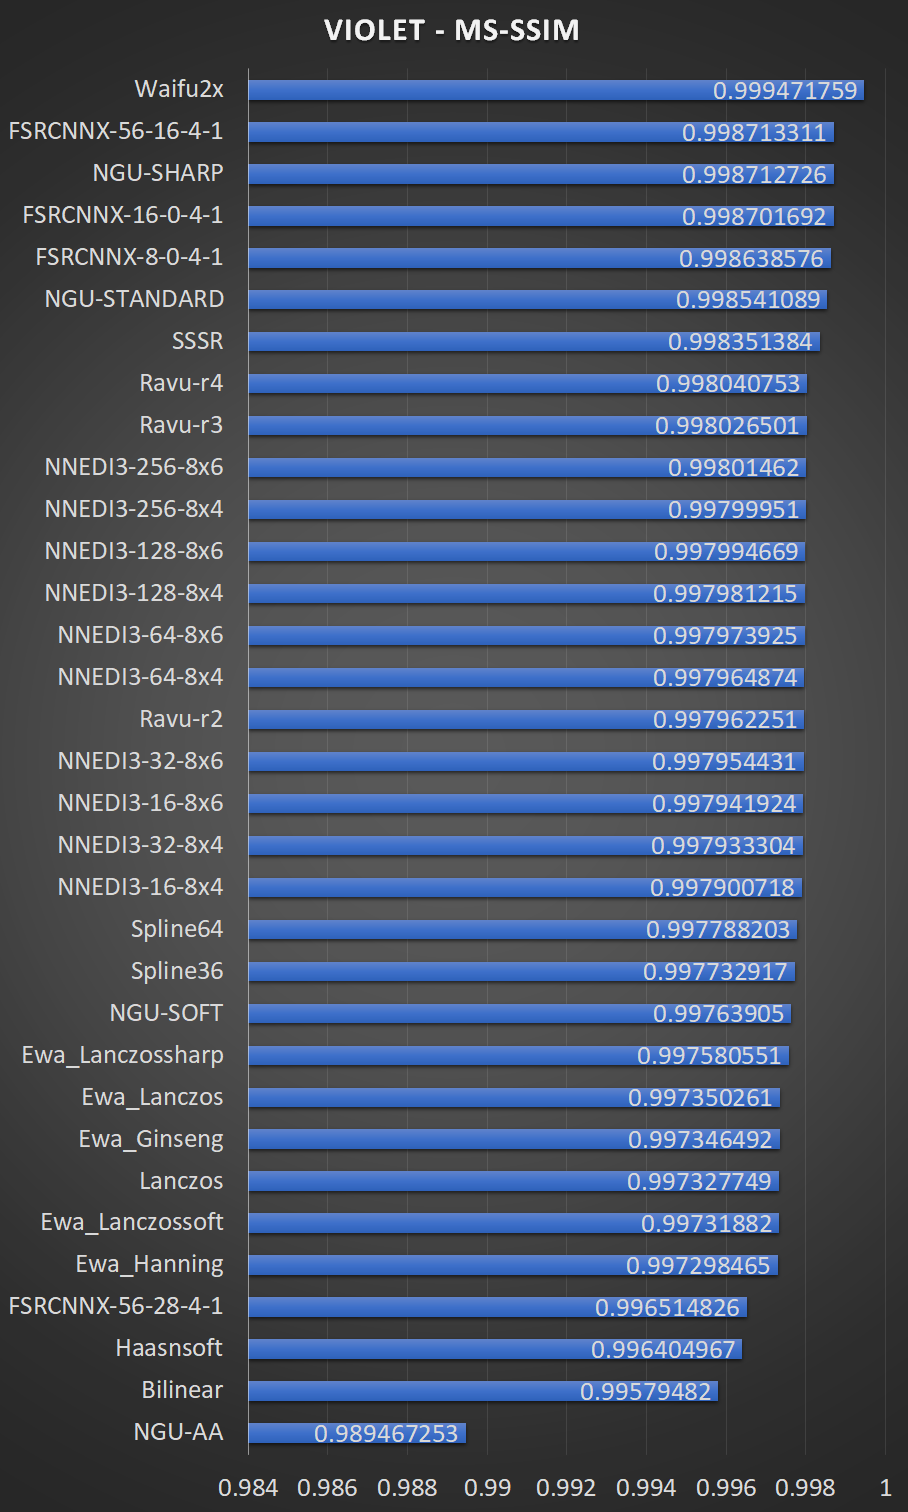 VIOLET - MS-SSIM
Waifu2x 0.999471759
FSRCNNX-56-16-4-1 0.998713311
NGU-SHARP 0.998712726
FSRCNNX-16-0-4-1 0.998701692
FSRCNNX-8-0-4-1 0.998638576
NGU-STANDARD 0.998541089
SSSR 0.998351384
Ravu-r4 0.998040753
Ravu-r3 0.998026501
NNEDI3-256-8x6 0.99801462
NNEDI3-256-8x4 0.99799951
NNEDI3-128-8x6 0.997994669
NNEDI3-128-8x4 0.997981215
NNEDI3-64-8x6 0.997973925
NNEDI3-64-8x4 0.997964874
Ravu-r2 0.997962251
NNEDI3-32-8x6 0.997954431
NNEDI3-16-8x6 0.997941924
NNEDI3-32-8x4 0.997933304
NNEDI3-16-8x4 0.997900718
Spline64 0.997788203
Spline36 0.997732917
NGU-SOFT 0.99763905
Ewa_Lanczossharp 0.997580551
Ewa_Lanczos 0.997350261
Ewa_Ginseng 0.997346492
Lanczos 0.997327749
Ewa_Lanczossoft 0.99731882
Ewa_Hanning 0.997298465
FSRCNNX-56-28-4-1 0.996514826
Haasnsoft 0.996404967
Bilinear 0.99579482
NGU-AA 0.989467253
0.984 0.986 0.988 0.99 0.992 0.994 0.996 0.998 1